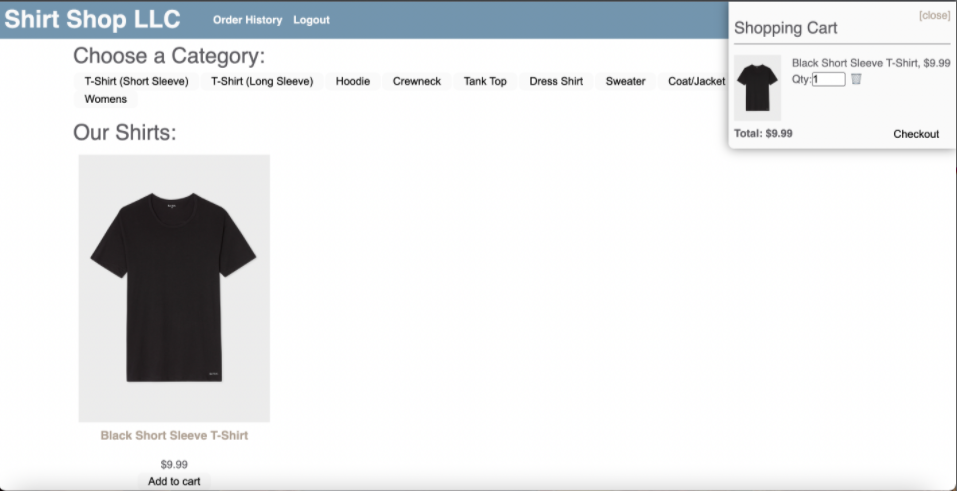 Shirt Shop LLC
Order History Logout
[close]
Shopping Cart
Black Short Sleeve T-Shirt, $9.99
Qty:1
Total: $9.99
Checkout
Choose a Category:
T-Shirt (Short Sleeve) T-Shirt (Long Sleeve) Hoodie Crewneck Tank Top Dress Shirt Sweater Coat/Jacket
Womens
Our Shirts:
Black Short Sleeve T-Shirt
$9.99
Add to cart